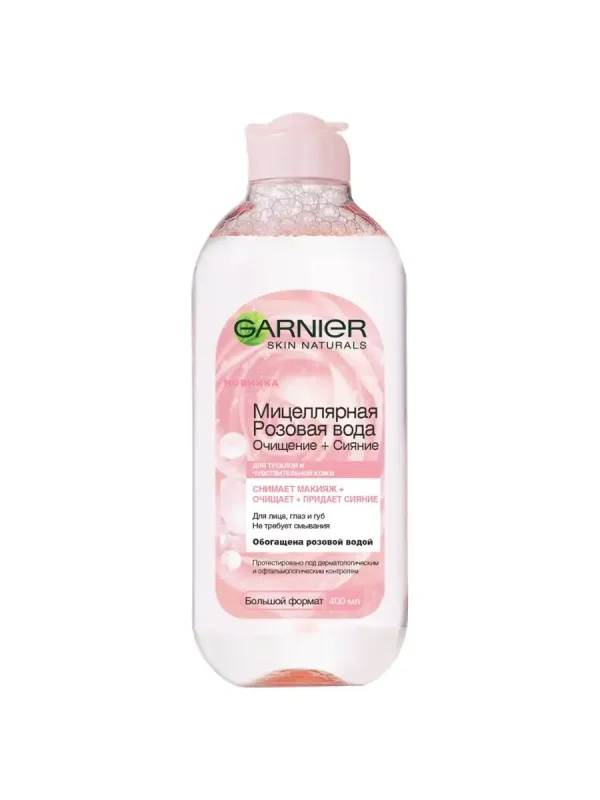 GARNIER
SKIN NATURALS
НОВИНКА
Мицеллярная
Розовая вода
Очищение + Сияние
ДЛЯ ТУСКЛОЙ И
ЧУВСТВИТЕЛЬНОЙ КОЖИ
СНИМАЕТ МАКИЯЖ +
ОЧИЩАЕТ + ПРИДАЕТ СИЯНИЕ
Для лица, глаз и губ
Не требует смывания
Обогащена розовой водой
Протестировано под дерматологическим
и офтальмологическим контролем
Большой формат 400 мл